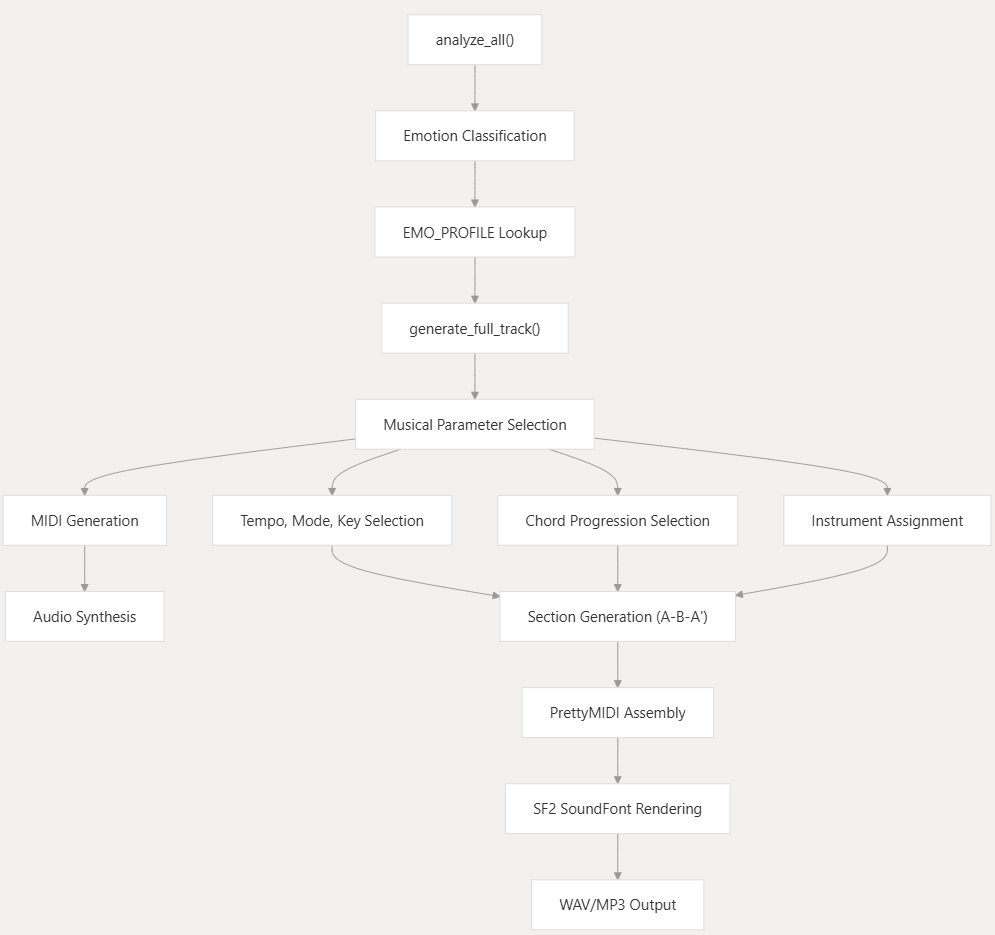 analyze_all()
Emotion Classification
EMO_PROFILE Lookup
generate_full_track()
Musical Parameter Selection
MIDI Generation
Tempo, Mode, Key Selection
Chord Progression Selection
Instrument Assignment
Audio Synthesis
Section Generation (A-B-A')
PrettyMIDI Assembly
SF2 SoundFont Rendering
WAV/MP3 Output